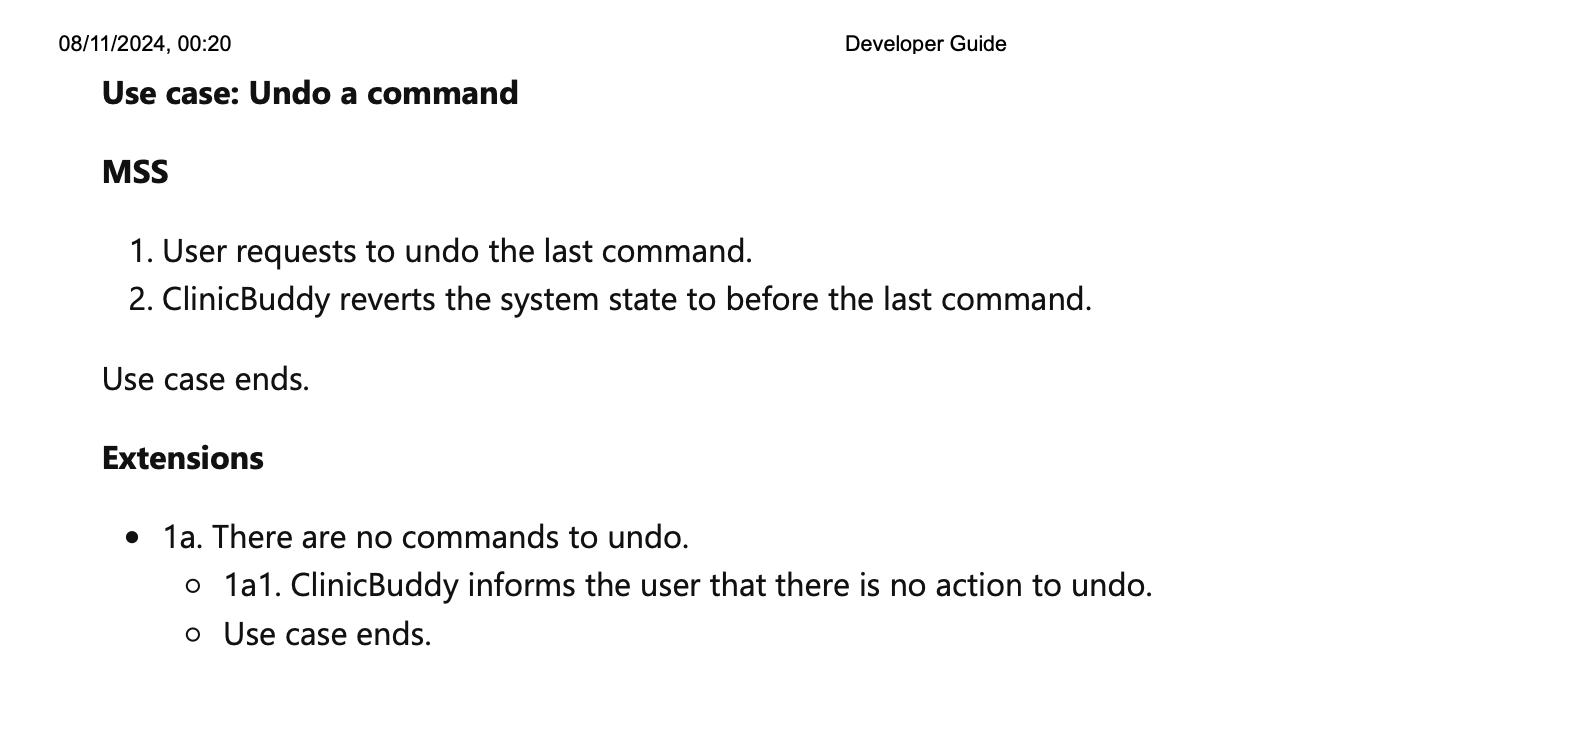 08/11/2024, 00:20
Developer Guide
Use case: Undo a command
MSS
1. User requests to undo the last command.
2. ClinicBuddy reverts the system state to before the last command.
Use case ends.
Extensions
• 1a. There are no commands to undo.
○ 1a1. ClinicBuddy informs the user that there is no action to undo.
○ Use case ends.